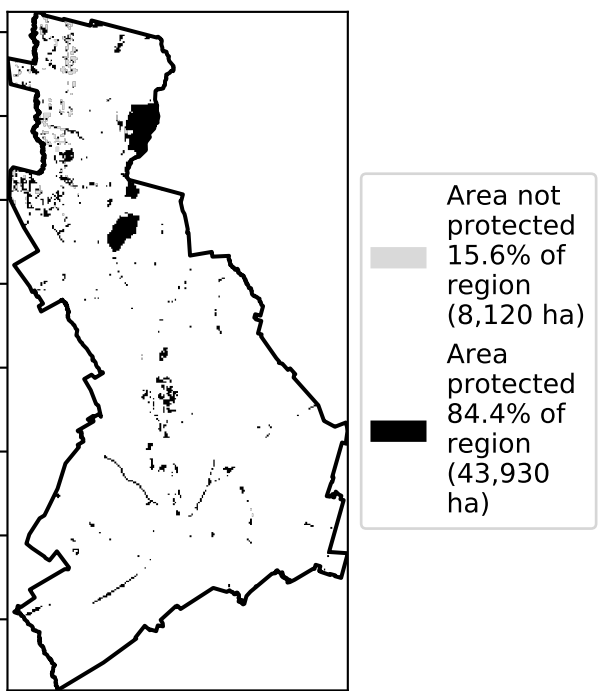 Area not
protected
15.6% of
region
(8,120 ha)
Area
protected
84.4% of
region
(43,930
ha)